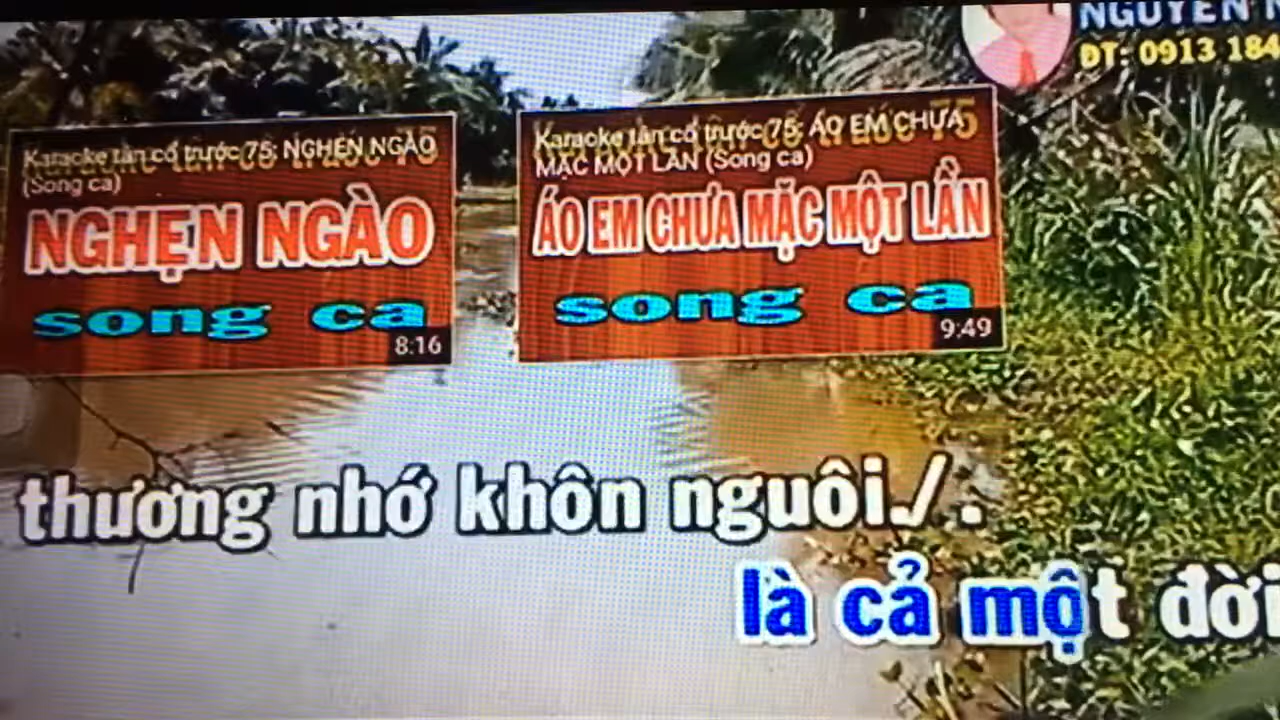 NGUYEN
ĐT: 0913 184
Karaoke tân cổ trước 75: NGHẸN NGÀO
(Song ca)
NGHẸN NGÀO
song ca
8:16
Karaoke tân cổ trước 75: ÁO EM CHƯA
MẶC MỘT LẦN (Song ca)
ÁO EM CHƯA MẶC MỘT LẦN
song ca
9:49
thương nhớ khôn nguôi./.
là cả một đời